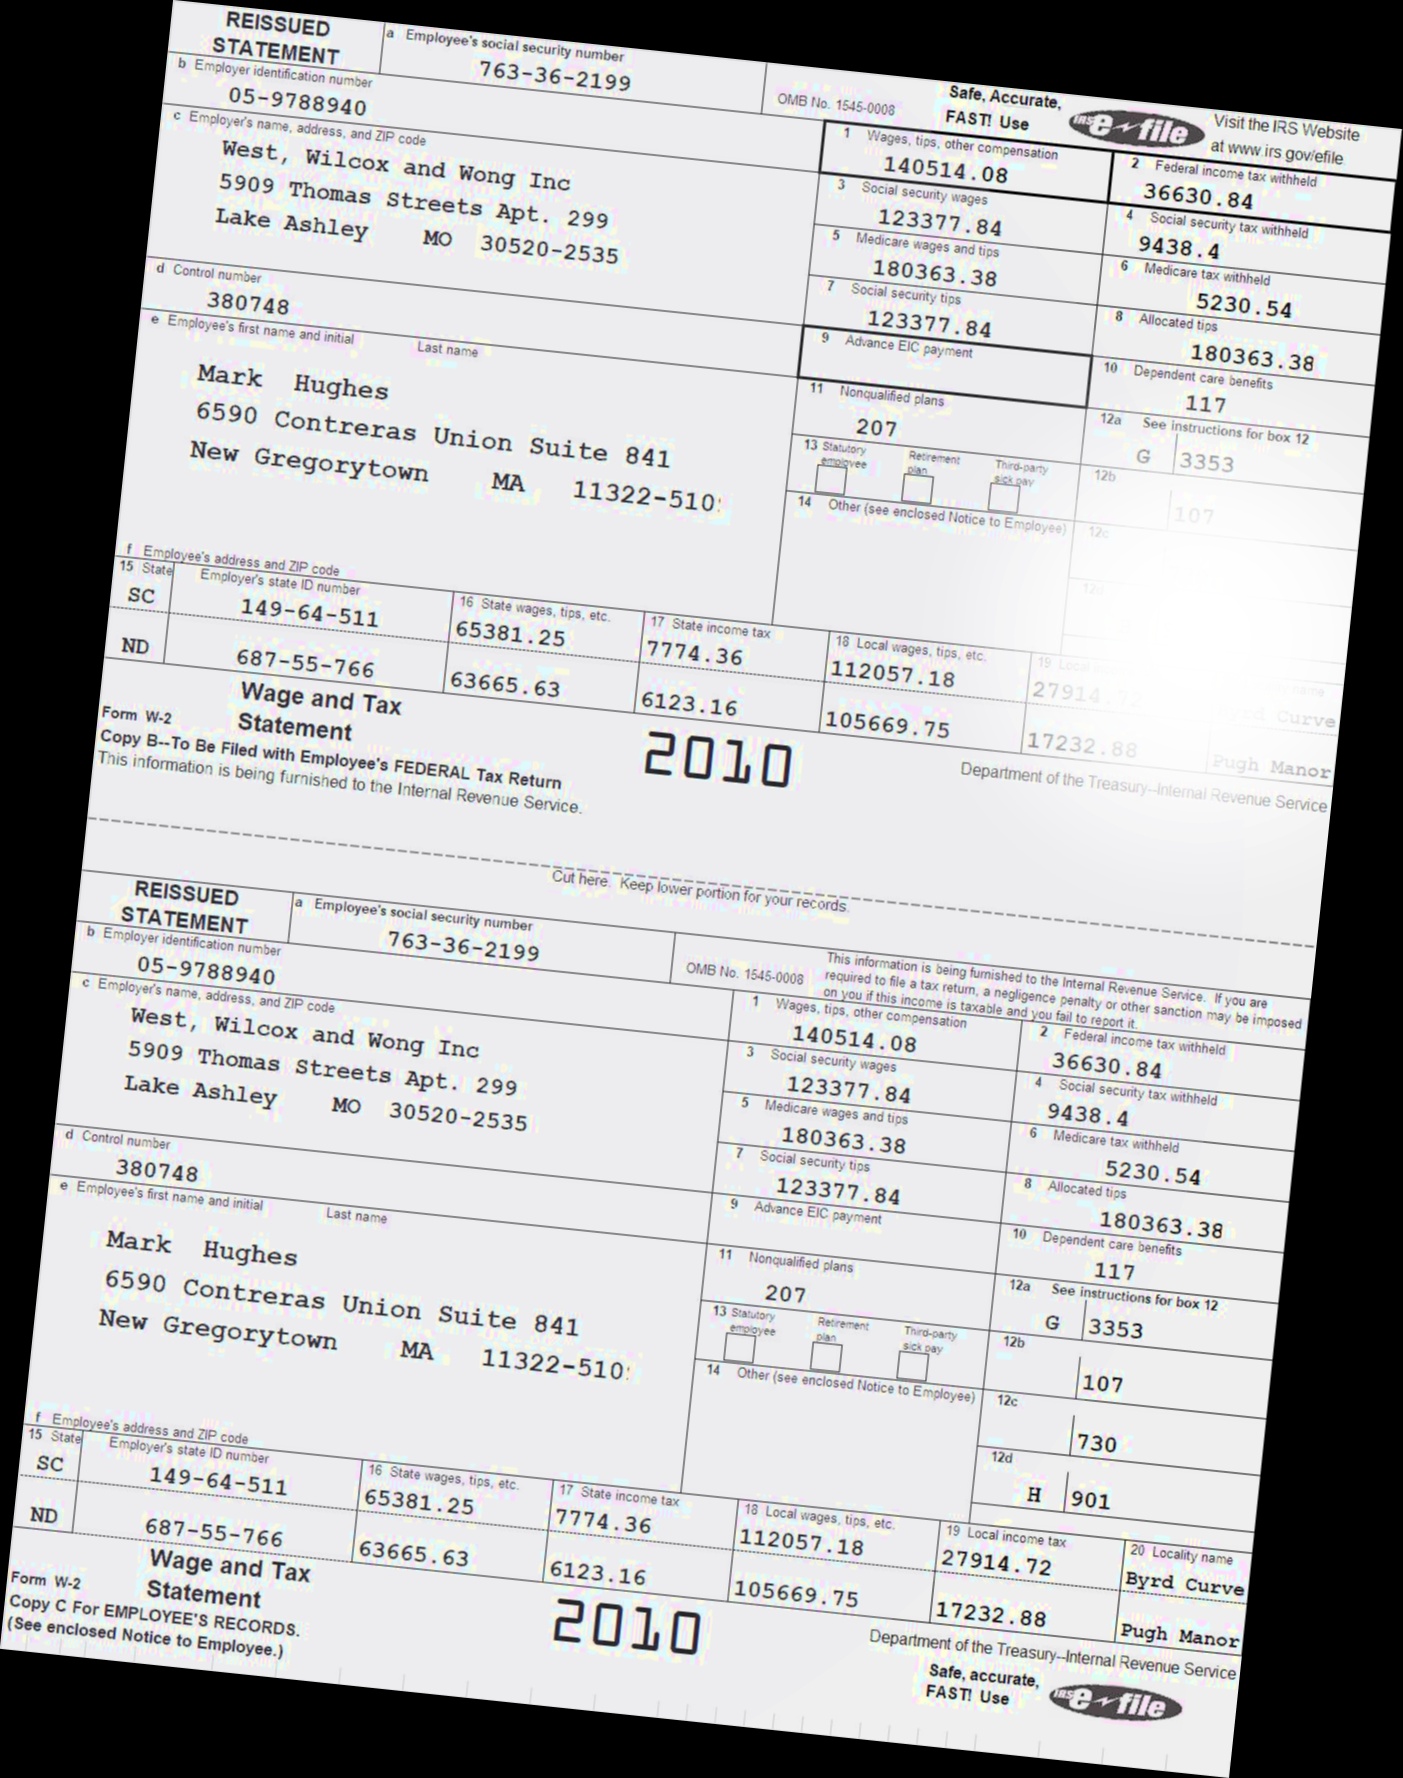 REISSUED
STATEMENT
a Employee's social security number
763-36-2199
OMB No. 1545-0008
Safe, Accurate,
FAST! Use
IRS e-file
Visit the IRS Website
at www.irs.gov/efile
b Employer identification number
05-9788940
c Employer's name, address, and ZIP code
West, Wilcox and Wong Inc
5909 Thomas Streets Apt. 299
Lake Ashley MO 30520-2535
1 Wages, tips, other compensation
140514.08
2 Federal income tax withheld
36630.84
3 Social security wages
123377.84
4 Social security tax withheld
9438.4
5 Medicare wages and tips
180363.38
6 Medicare tax withheld
5230.54
d Control number
380748
7 Social security tips
123377.84
8 Allocated tips
180363.38
e Employee's first name and initial Last name
Mark Hughes
6590 Contreras Union Suite 841
New Gregorytown MA 11322-510
9 Advance EIC payment
10 Dependent care benefits
117
11 Nonqualified plans
207
12a See instructions for box 12
G 3353
13 Statutory employee
Retirement plan
Third-party sick pay
12b
107
14 Other (see enclosed Notice to Employee)
12c
12d
f Employee's address and ZIP code
15 State Employer's state ID number
SC 149-64-511
ND 687-55-766
16 State wages, tips, etc.
65381.25
63665.63
17 State income tax
7774.36
6123.16
18 Local wages, tips, etc.
112057.18
105669.75
19 Local
27914.72
17232.88
name
Curve
Pugh Manor
Form W-2
Wage and Tax
Statement
2010
Department of the Treasury--Internal Revenue Service
Copy B--To Be Filed with Employee's FEDERAL Tax Return
This information is being furnished to the Internal Revenue Service.
Cut here. Keep lower portion for your records.
REISSUED
STATEMENT
a Employee's social security number
763-36-2199
OMB No. 1545-0008
This information is being furnished to the Internal Revenue Service. If you are
required to file a tax return, a negligence penalty or other sanction may be imposed
on you if this income is taxable and you fail to report it.
b Employer identification number
05-9788940
c Employer's name, address, and ZIP code
West, Wilcox and Wong Inc
5909 Thomas Streets Apt. 299
Lake Ashley MO 30520-2535
1 Wages, tips, other compensation
140514.08
2 Federal income tax withheld
36630.84
3 Social security wages
123377.84
4 Social security tax withheld
9438.4
5 Medicare wages and tips
180363.38
6 Medicare tax withheld
5230.54
d Control number
380748
7 Social security tips
123377.84
8 Allocated tips
180363.38
e Employee's first name and initial Last name
Mark Hughes
6590 Contreras Union Suite 841
New Gregorytown MA 11322-510
9 Advance EIC payment
10 Dependent care benefits
117
11 Nonqualified plans
207
12a See instructions for box 12
G 3353
13 Statutory employee
Retirement plan
Third-party sick pay
12b
107
14 Other (see enclosed Notice to Employee)
12c
730
12d
H 901
f Employee's address and ZIP code
15 State Employer's state ID number
SC 149-64-511
ND 687-55-766
16 State wages, tips, etc.
65381.25
63665.63
17 State income tax
7774.36
6123.16
18 Local wages, tips, etc.
112057.18
105669.75
19 Local income tax
27914.72
17232.88
20 Locality name
Byrd Curve
Pugh Manor
Form W-2
Wage and Tax
Statement
2010
Department of the Treasury--Internal Revenue Service
Copy C For EMPLOYEE'S RECORDS.
(See enclosed Notice to Employee.)
Safe, accurate,
FAST! Use
IRS e-file